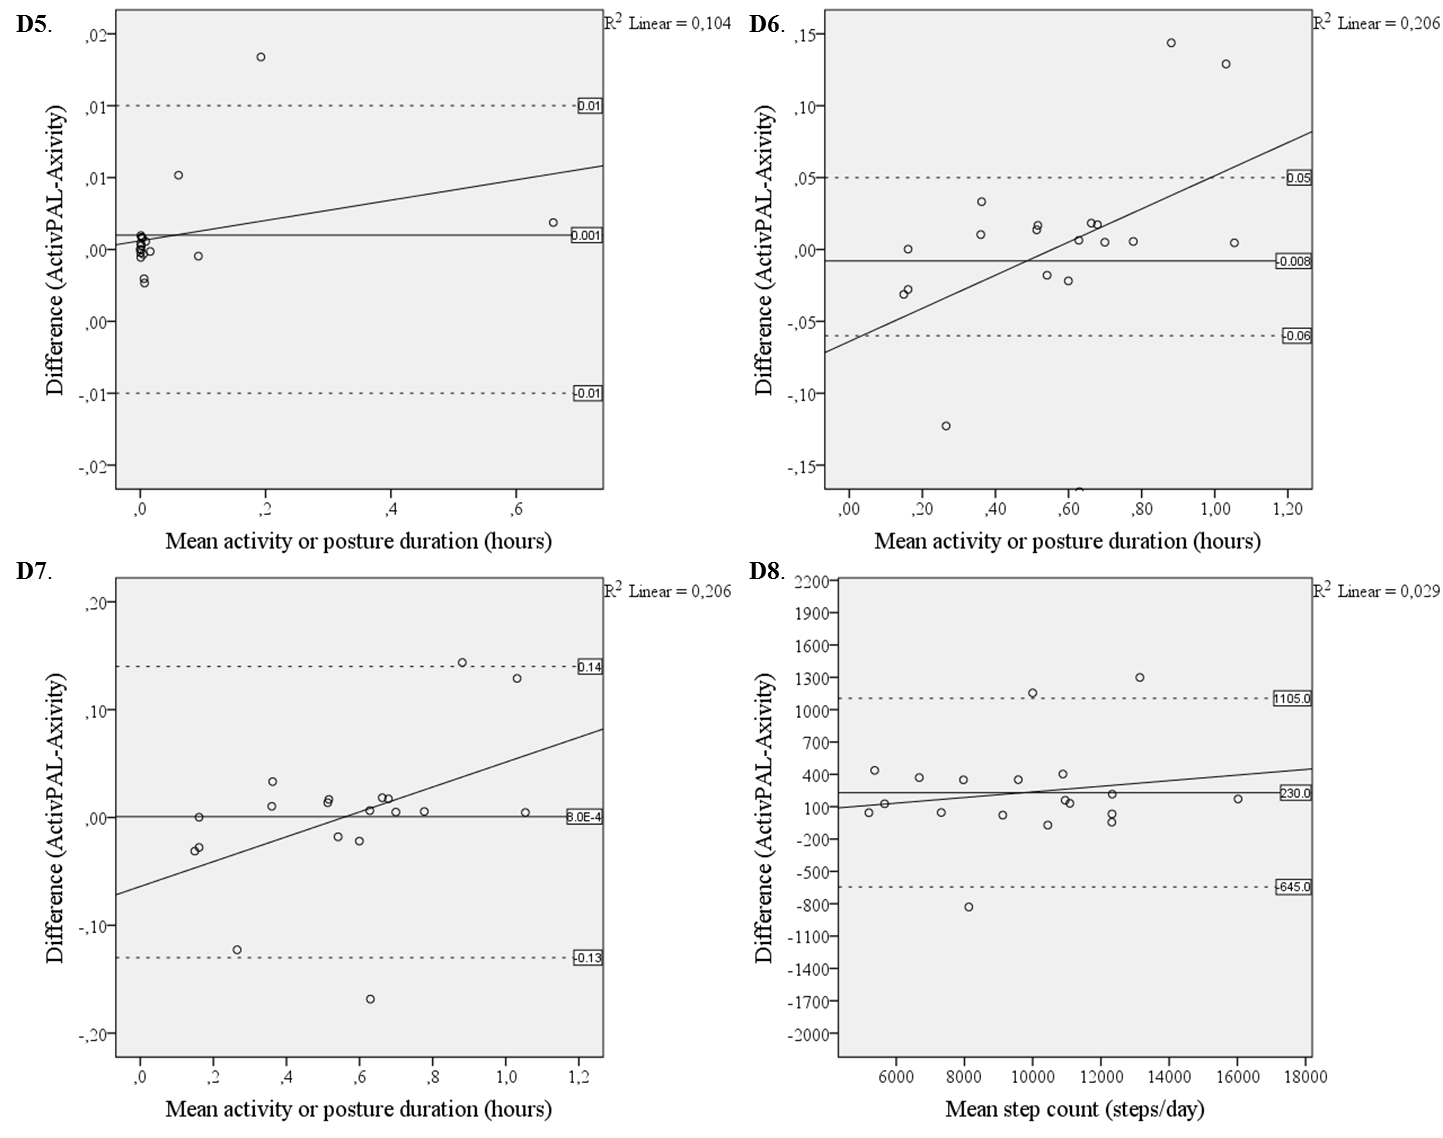 D5.
R² Linear = 0,104
,02
,01
,01
,00
,00
-,01
-,02
0.01
0.001
-0.01
Difference (ActivPAL-Axivity)
,0 ,2 ,4 ,6
Mean activity or posture duration (hours)
D6.
R² Linear = 0,206
,15
,10
,05
,00
-,05
-,10
-,15
0.05
-0.008
-0.06
Difference (ActivPAL-Axivity)
,00 ,20 ,40 ,60 ,80 1,00 1,20
Mean activity or posture duration (hours)
D7.
R² Linear = 0,206
,20
,10
,00
-,10
-,20
0.14
8.0E-4
-0.13
Difference (ActivPAL-Axivity)
,0 ,2 ,4 ,6 ,8 1,0 1,2
Mean activity or posture duration (hours)
D8.
R² Linear = 0,029
2200
1900
1600
1300
1000
700
400
100
-200
-500
-800
-1100
-1400
-1700
-2000
1105.0
230.0
-645.0
Difference (ActivPAL-Axivity)
6000 8000 10000 12000 14000 16000 18000
Mean step count (steps/day)